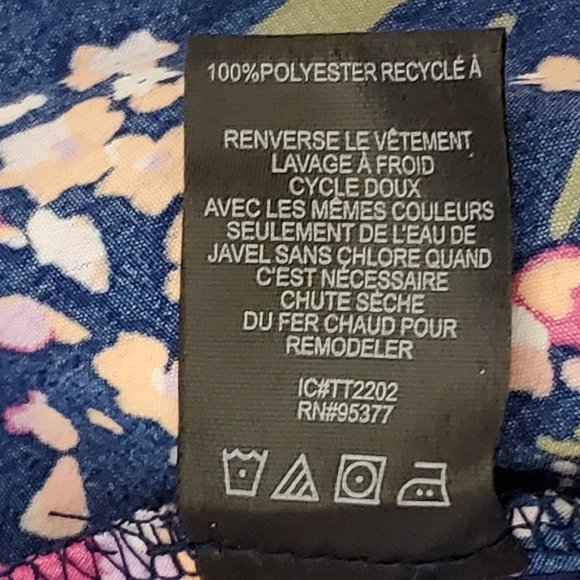 100%POLYESTER RECYCLÉ À
RENVERSE LE VÊTEMENT
LAVAGE À FROID
CYCLE DOUX
AVEC LES MÊMES COULEURS
SEULEMENT DE L'EAU DE
JAVEL SANS CHLORE QUAND
C'EST NÉCESSAIRE
CHUTE SÈCHE
DU FER CHAUD POUR
REMODELER
IC#TT2202
RN#95377